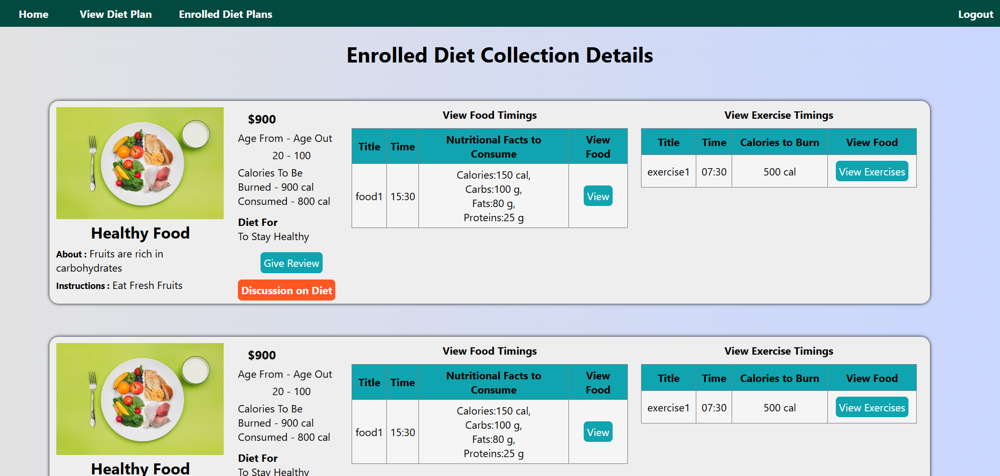 Home View Diet Plan Enrolled Diet Plans Logout
Enrolled Diet Collection Details
Healthy Food
About : Fruits are rich in
carbohydrates
Instructions : Eat Fresh Fruits
$900
Age From - Age Out
20 - 100
Calories To Be
Burned - 900 cal
Consumed - 800 cal
Diet For
To Stay Healthy
Give Review
Discussion on Diet
View Food Timings
Title Time Nutritional Facts to
Consume View
Food
food1 15:30 Calories:150 cal,
Carbs:100 g,
Fats:80 g,
Proteins:25 g View
View Exercise Timings
Title Time Calories to Burn View Food
exercise1 07:30 500 cal View Exercises
Healthy Food
$900
Age From - Age Out
20 - 100
Calories To Be
Burned - 900 cal
Consumed - 800 cal
Diet For
To Stay Healthy
View Food Timings
Title Time Nutritional Facts to
Consume View
Food
food1 15:30 Calories:150 cal,
Carbs:100 g,
Fats:80 g,
Proteins:25 g View
View Exercise Timings
Title Time Calories to Burn View Food
exercise1 07:30 500 cal View Exercises